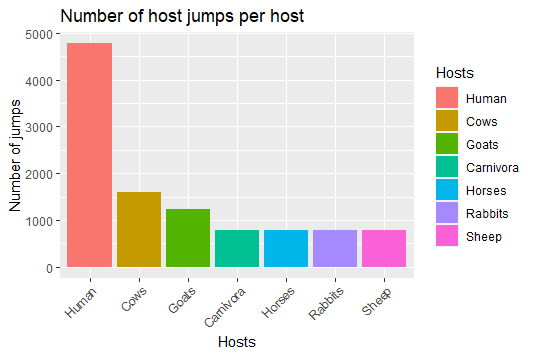 Number of host jumps per host
Number of jumps
5000
4000
3000
2000
1000
0
Human
Cows
Goats
Carnivora
Horses
Rabbits
Sheep
Hosts
Hosts
Human
Cows
Goats
Carnivora
Horses
Rabbits
Sheep